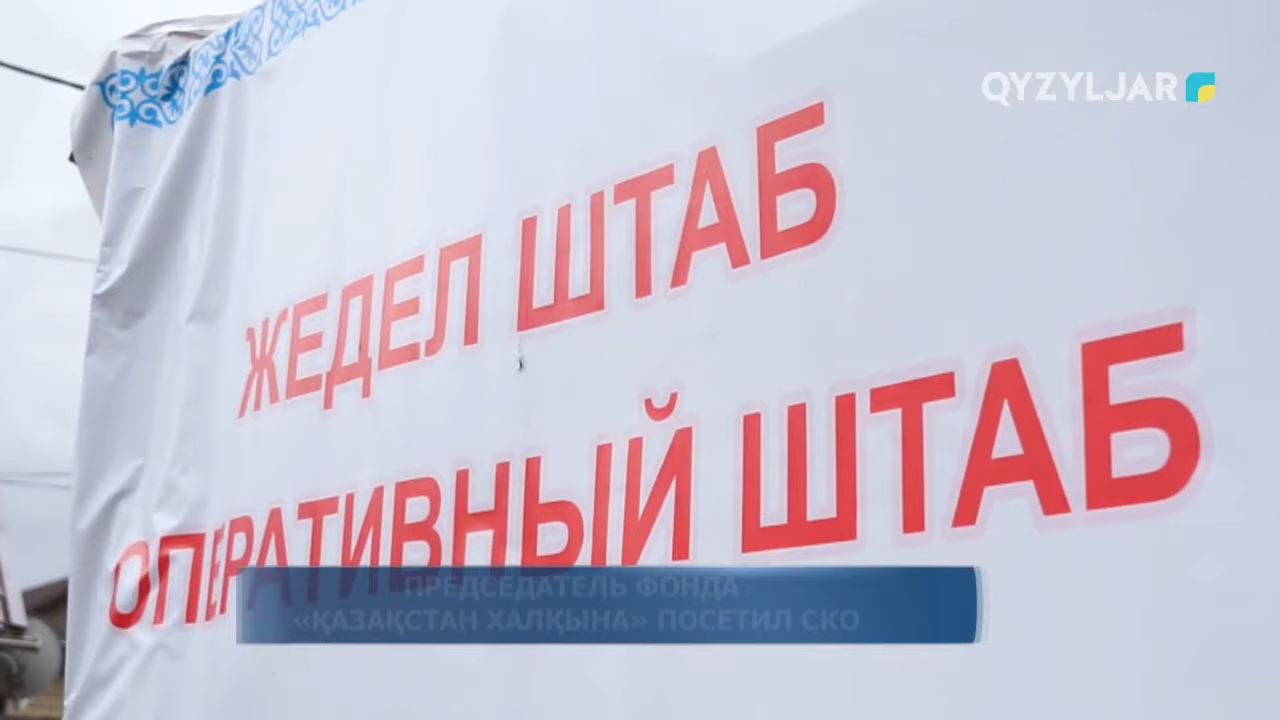 QYZYLJAR
ЖЕДЕЛ ШТАБ
ОПЕРАТИВНЫЙ ШТАБ
ПРЕДСЕДАТЕЛЬ ФОНДА
«ҚАЗАҚСТАН ХАЛҚЫНА» ПОСЕТИЛ СКО